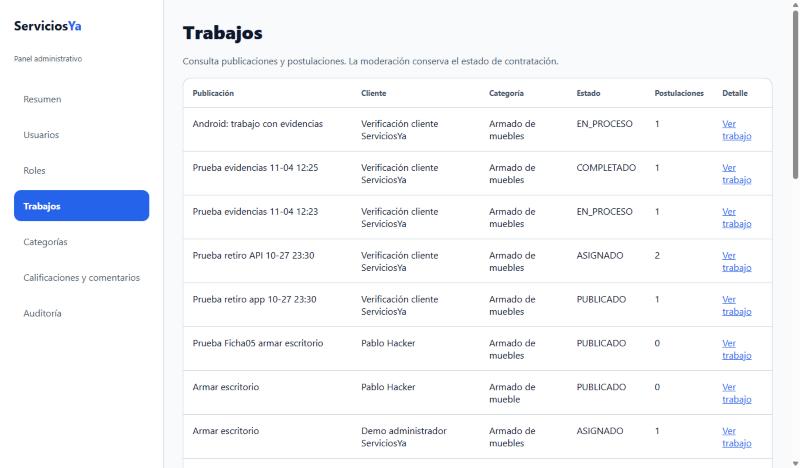 ServiciosYa
Panel administrativo
Resumen
Usuarios
Roles
Trabajos
Categorías
Calificaciones y comentarios
Auditoría
Trabajos
Consulta publicaciones y postulaciones. La moderación conserva el estado de contratación.
Publicación Cliente Categoría Estado Postulaciones Detalle
Android: trabajo con evidencias Verificación cliente ServiciosYa Armado de muebles EN_PROCESO 1 Ver trabajo
Prueba evidencias 11-04 12:25 Verificación cliente ServiciosYa Armado de muebles COMPLETADO 1 Ver trabajo
Prueba evidencias 11-04 12:23 Verificación cliente ServiciosYa Armado de muebles EN_PROCESO 1 Ver trabajo
Prueba retiro API 10-27 23:30 Verificación cliente ServiciosYa Armado de muebles ASIGNADO 2 Ver trabajo
Prueba retiro app 10-27 23:30 Verificación cliente ServiciosYa Armado de muebles PUBLICADO 1 Ver trabajo
Prueba Ficha05 armar escritorio Pablo Hacker Armado de muebles PUBLICADO 0 Ver trabajo
Armar escritorio Pablo Hacker Armado de mueble PUBLICADO 0 Ver trabajo
Armar escritorio Demo administrador ServiciosYa Armado de muebles ASIGNADO 1 Ver trabajo